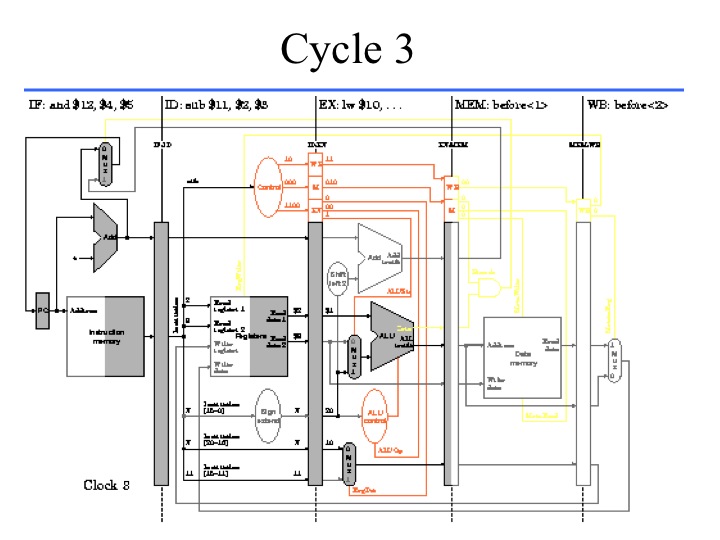 Cycle 3
IF: and $12, $4, $5
ID: sub $11, $2, $3
EX: lw $10, . . .
MEM: before<1>
WB: before<2>
IF/ID
ID/EX
EX/MEM
MEM/WB
0
M
u
x
1
sub
Control
10
000
1100
WB
M
EX
11
010
0
00
1
WB
M
WB
Add
4
Add
Add
result
Shift
left 2
ALUSrc
Branch
PC
Address
Instruction
memory
Instruction
2
3
Read
register 1
Read
register 2
Write
register
Write
data
Registers
Read
data 1
Read
data 2
$2
$3
$1
0
M
u
x
1
Zero
ALU
ALU
result
Address
Write
data
Data
memory
Read
data
1
M
u
x
0
X
Instruction
[15–0]
Sign
extend
X
20
ALU
control
X
Instruction
[20–16]
X
10
ALUOp
11
Instruction
[15–11]
11
0
M
u
x
1
RegDst
MemRead
Clock 3